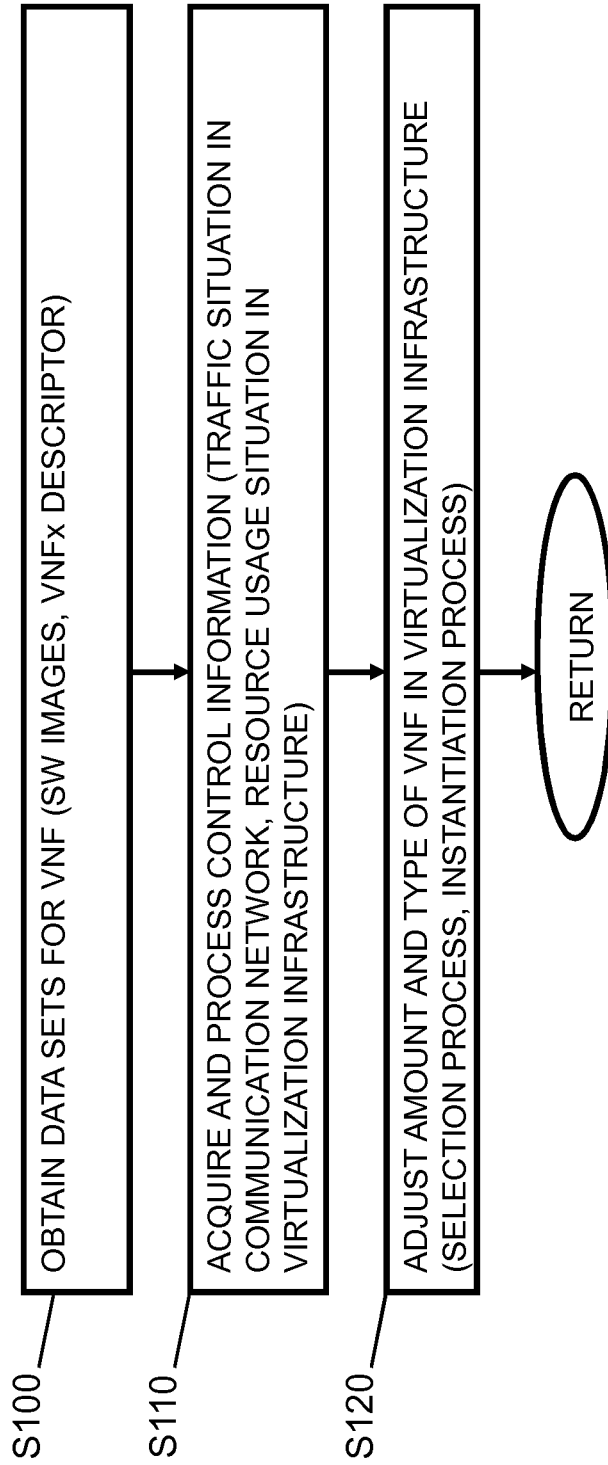 S100
OBTAIN DATA SETS FOR VNF (SW IMAGES, VNFx DESCRIPTOR)
S110
ACQUIRE AND PROCESS CONTROL INFORMATION (TRAFFIC SITUATION IN
COMMUNICATION NETWORK, RESOURCE USAGE SITUATION IN
VIRTUALIZATION INFRASTRUCTURE)
S120
ADJUST AMOUNT AND TYPE OF VNF IN VIRTUALIZATION INFRASTRUCTURE
(SELECTION PROCESS, INSTANTIATION PROCESS)
RETURN